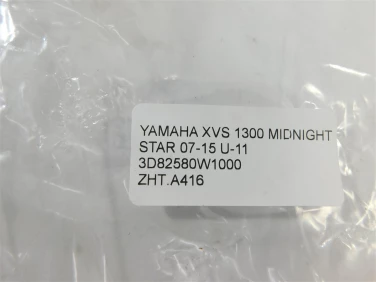 YAMAHA XVS 1300 MIDNIGHT
STAR 07-15 U-11
3D82580W1000
ZHT.A416